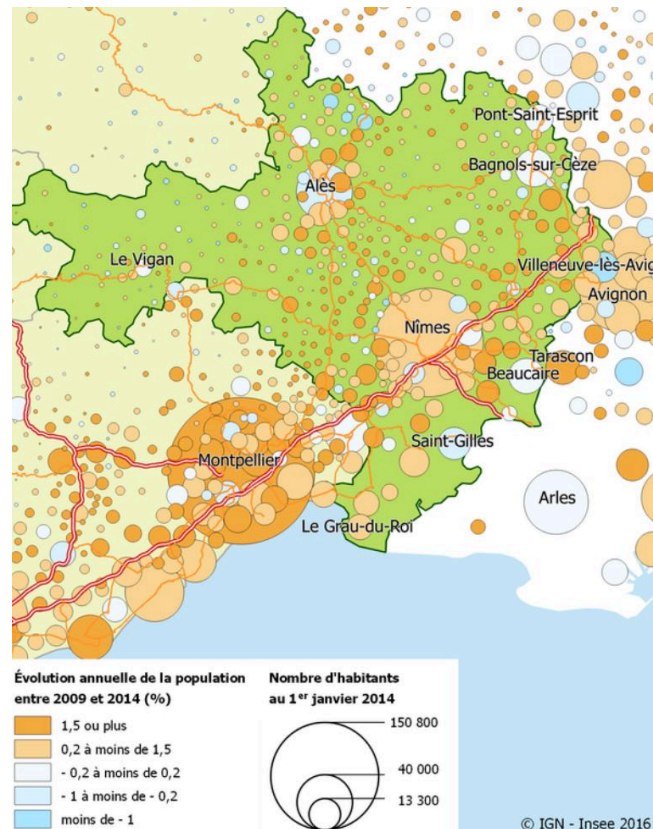 Pont-Saint-Esprit
Bagnols-sur-Cèze
Alès
Le Vigan
Villeneuve-lès-Avig
Avignon
Nîmes
Tarascon
Beaucaire
Saint-Gilles
Montpellier
Arles
Le Grau-du-Roi
Évolution annuelle de la population
entre 2009 et 2014 (%)
1,5 ou plus
0,2 à moins de 1,5
- 0,2 à moins de 0,2
- 1 à moins de - 0,2
moins de - 1
Nombre d'habitants
au 1er janvier 2014
150 800
40 000
13 300
© IGN - Insee 2016